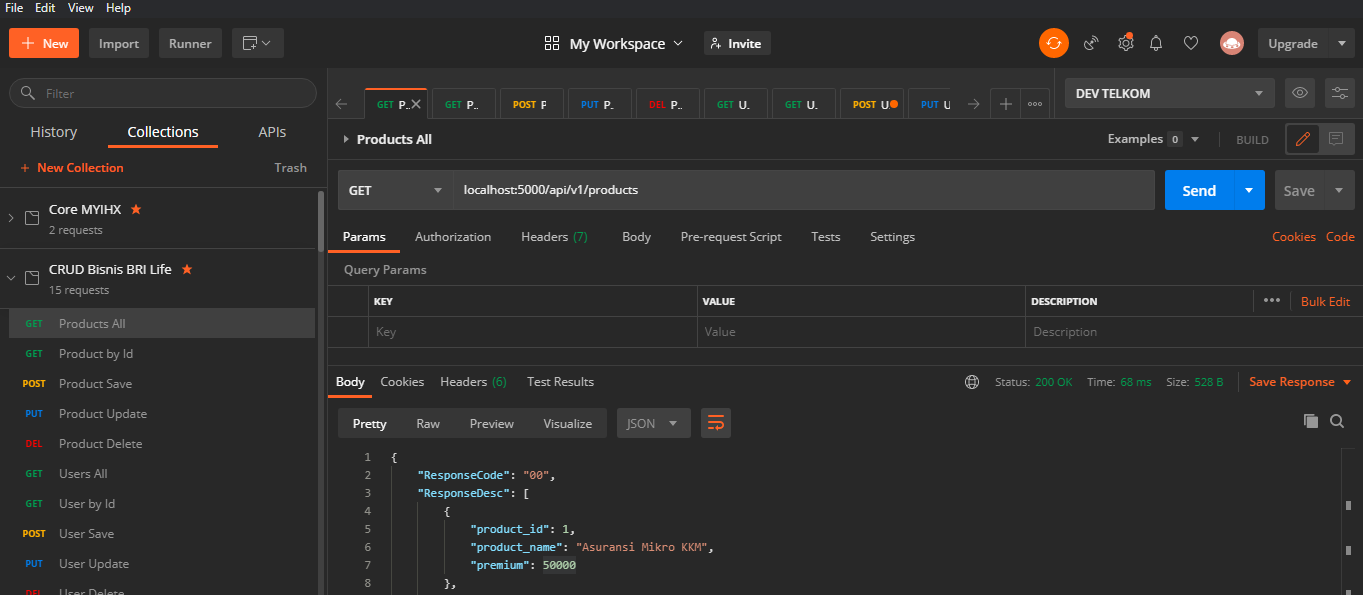 File Edit View Help
+ New Import Runner My Workspace Invite Upgrade
Filter
History Collections APIs
+ New Collection Trash
Core MYIHX
2 requests
CRUD Bisnis BRI Life
15 requests
GET Products All
GET Product by Id
POST Product Save
PUT Product Update
DEL Product Delete
GET Users All
GET User by Id
POST User Save
PUT User Update
DEL User Delete
GET P.. GET P.. POST P PUT P.. DEL P.. GET U. GET U. POST U PUT U
DEV TELKOM
Products All Examples 0 BUILD
GET localhost:5000/api/v1/products Send Save
Params Authorization Headers (7) Body Pre-request Script Tests Settings Cookies Code
Query Params
KEY VALUE DESCRIPTION ••• Bulk Edit
Key Value Description
Body Cookies Headers (6) Test Results Status: 200 OK Time: 68 ms Size: 528 B Save Response
Pretty Raw Preview Visualize JSON
1 {
2 "ResponseCode": "00",
3 "ResponseDesc": [
4 {
5 "product_id": 1,
6 "product_name": "Asuransi Mikro KKM",
7 "premium": 50000
8 },